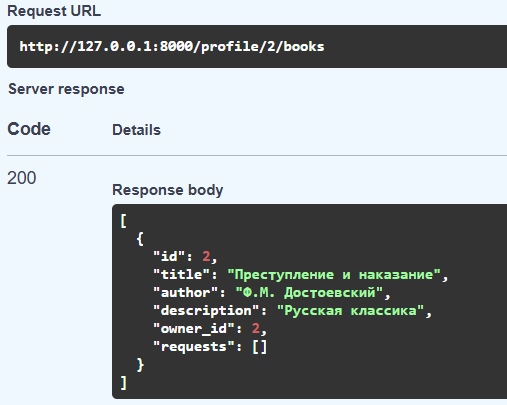 Request URL
http://127.0.0.1:8000/profile/2/books
Server response
Code Details
200
Response body
[
{
"id": 2,
"title": "Преступление и наказание",
"author": "Ф.М. Достоевский",
"description": "Русская классика",
"owner_id": 2,
"requests": []
}
]